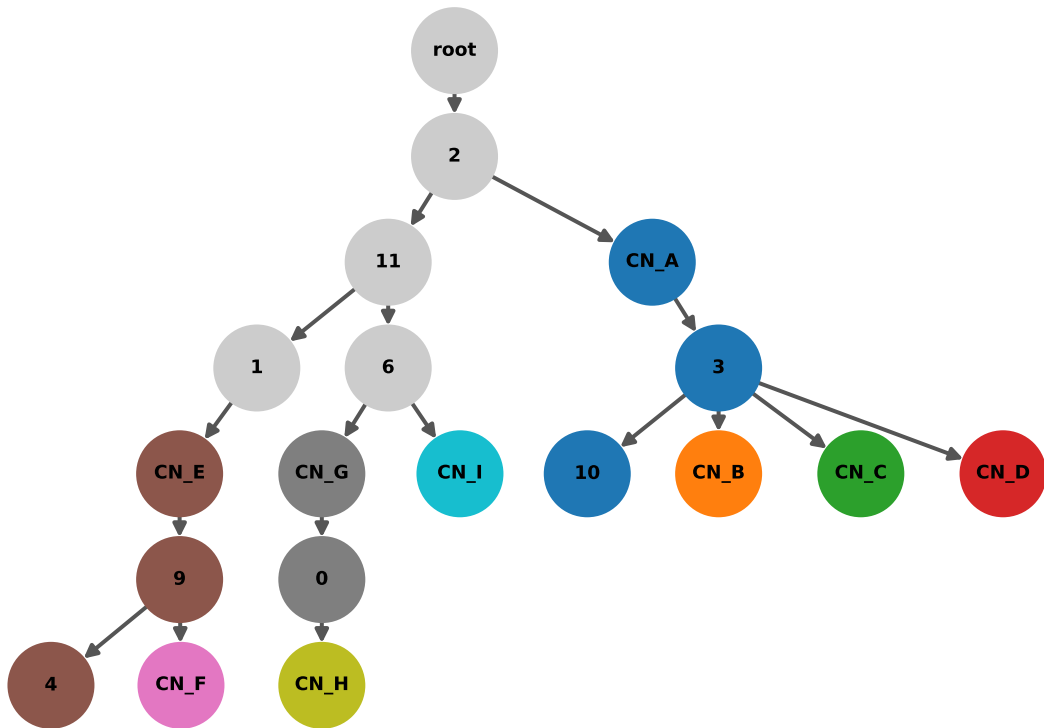 root
2
11
CN_A
1
6
3
CN_E
CN_G
CN_I
10
CN_B
CN_C
CN_D
9
0
4
CN_F
CN_H